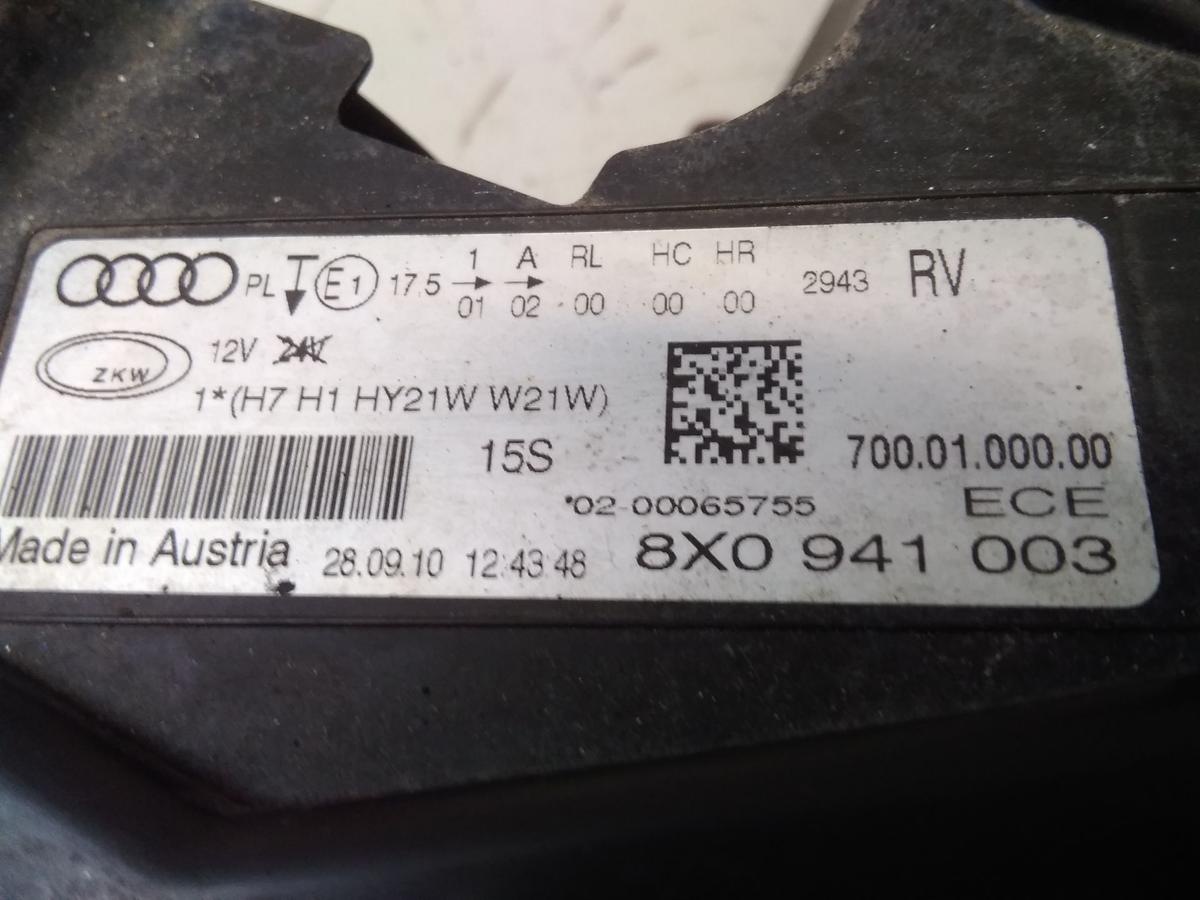 PL E1 17.5 1 A RL HC HR 2943 RV
01 02 00 00 00
ZKW 12V 24V
1*(H7 H1 HY21W W21W)
15S 700.01.000.00
*02-00065755 ECE
Made in Austria 28.09.10 12:43:48 8X0 941 003